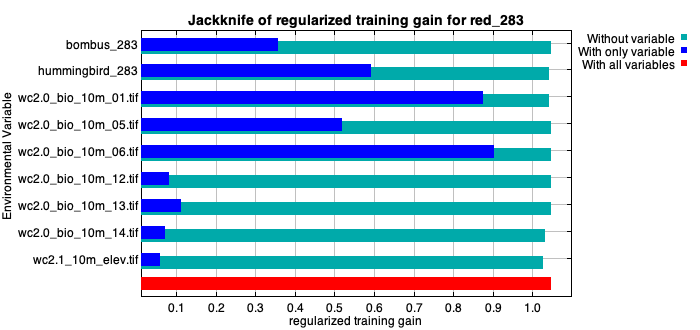 Jackknife of regularized training gain for red_283
Without variable
With only variable
With all variables
Environmental Variable
bombus_283
hummingbird_283
wc2.0_bio_10m_01.tif
wc2.0_bio_10m_05.tif
wc2.0_bio_10m_06.tif
wc2.0_bio_10m_12.tif
wc2.0_bio_10m_13.tif
wc2.0_bio_10m_14.tif
wc2.1_10m_elev.tif
0.1 0.2 0.3 0.4 0.5 0.6 0.7 0.8 0.9 1.0
regularized training gain